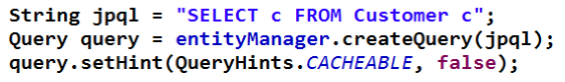 String jpql = "SELECT c FROM Customer c";
Query query = entityManager.createQuery(jpql);
query.setHint(QueryHints.CACHEABLE, false);